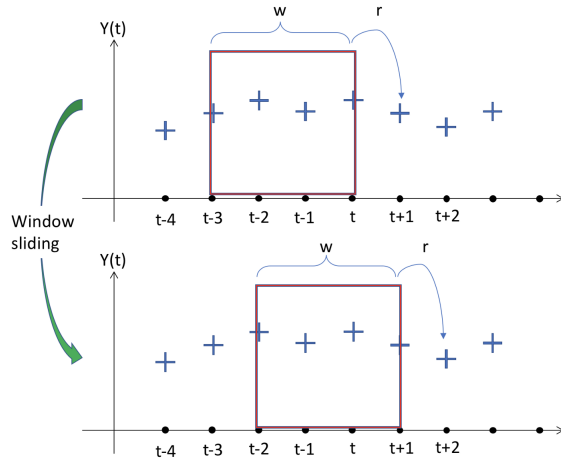 w
r
Y(t)
t-4 t-3 t-2 t-1 t t+1 t+2
Window
sliding
w
r
Y(t)
t-4 t-3 t-2 t-1 t t+1 t+2